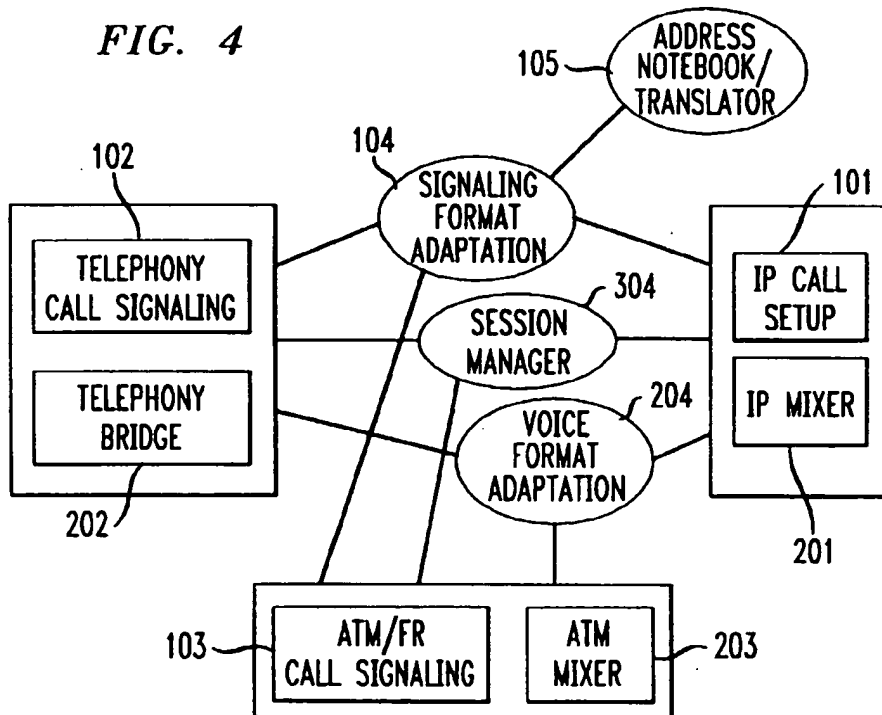 FIG. 4
105
ADDRESS
NOTEBOOK/
TRANSLATOR
104
SIGNALING
FORMAT
ADAPTATION
102
TELEPHONY
CALL SIGNALING
TELEPHONY
BRIDGE
202
304
SESSION
MANAGER
204
VOICE
FORMAT
ADAPTATION
101
IP CALL
SETUP
IP MIXER
201
103
ATM/FR
CALL SIGNALING
ATM
MIXER
203